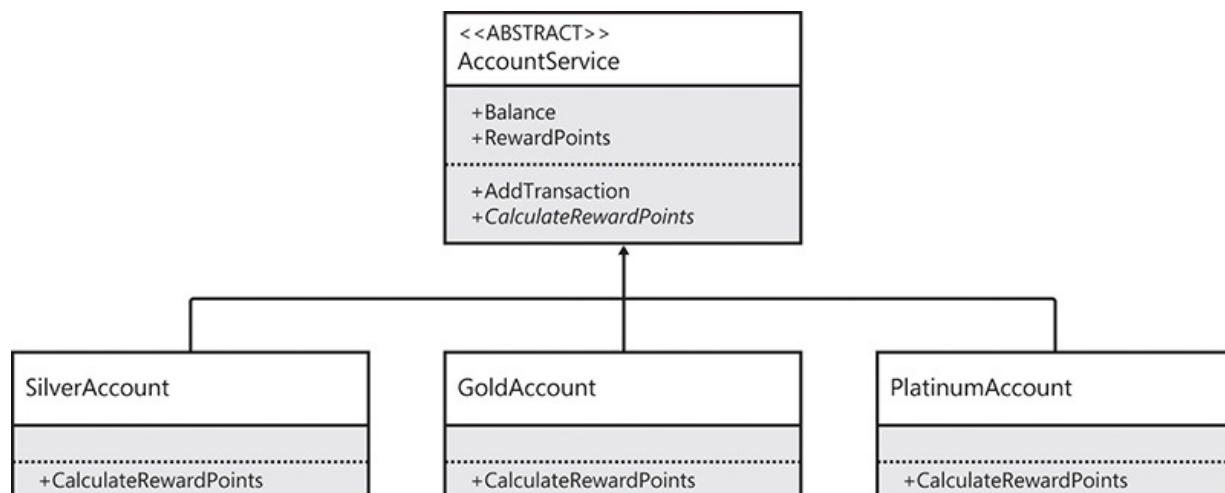 <<ABSTRACT>>
AccountService
+Balance
+RewardPoints
+AddTransaction
+CalculateRewardPoints
SilverAccount
+CalculateRewardPoints
GoldAccount
+CalculateRewardPoints
PlatinumAccount
+CalculateRewardPoints